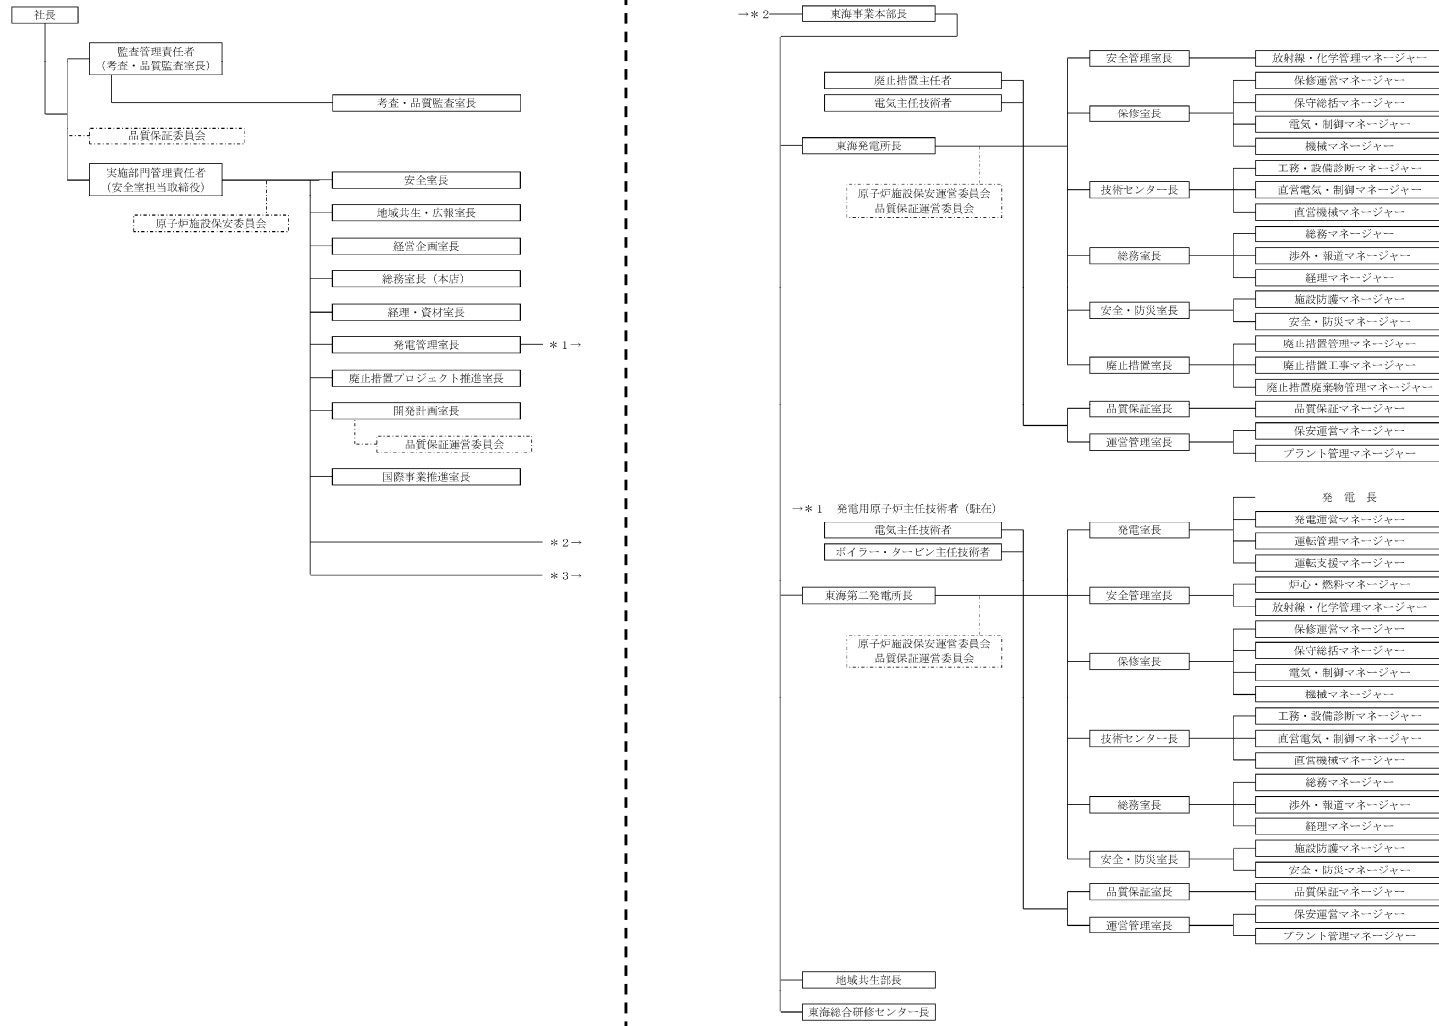 社長
監査管理責任者
（考査・品質監査室長）
考査・品質監査室長
品質保証委員会
実施部門管理責任者
（安全室担当取締役）
原子炉施設保安委員会
安全室長
地域共生・広報室長
経営企画室長
総務室長（本店）
経理・資材室長
発電管理室長
＊１→
廃止措置プロジェクト推進室長
開発計画室長
品質保証運営委員会
国際事業推進室長
＊２→
＊３→
→＊２
東海事業本部長
廃止措置主任者
電気主任技術者
東海発電所長
原子炉施設保安運営委員会
品質保証運営委員会
安全管理室長
放射線・化学管理マネージャー
保修室長
保修運営マネージャー
保守総括マネージャー
電気・制御マネージャー
機械マネージャー
技術センター長
工務・設備診断マネージャー
直営電気・制御マネージャー
直営機械マネージャー
総務室長
総務マネージャー
渉外・報道マネージャー
経理マネージャー
安全・防災室長
施設防護マネージャー
安全・防災マネージャー
廃止措置室長
廃止措置管理マネージャー
廃止措置工事マネージャー
廃止措置廃棄物管理マネージャー
品質保証室長
品質保証マネージャー
運営管理室長
保安運営マネージャー
プラント管理マネージャー
→＊１　発電用原子炉主任技術者（駐在）
電気主任技術者
ボイラー・タービン主任技術者
東海第二発電所長
原子炉施設保安運営委員会
品質保証運営委員会
発電室長
発　電　長
発電運営マネージャー
運転管理マネージャー
運転支援マネージャー
安全管理室長
炉心・燃料マネージャー
放射線・化学管理マネージャー
保修室長
保修運営マネージャー
保守総括マネージャー
電気・制御マネージャー
機械マネージャー
技術センター長
工務・設備診断マネージャー
直営電気・制御マネージャー
直営機械マネージャー
総務室長
総務マネージャー
渉外・報道マネージャー
経理マネージャー
安全・防災室長
施設防護マネージャー
安全・防災マネージャー
品質保証室長
品質保証マネージャー
運営管理室長
保安運営マネージャー
プラント管理マネージャー
地域共生部長
東海総合研修センター長